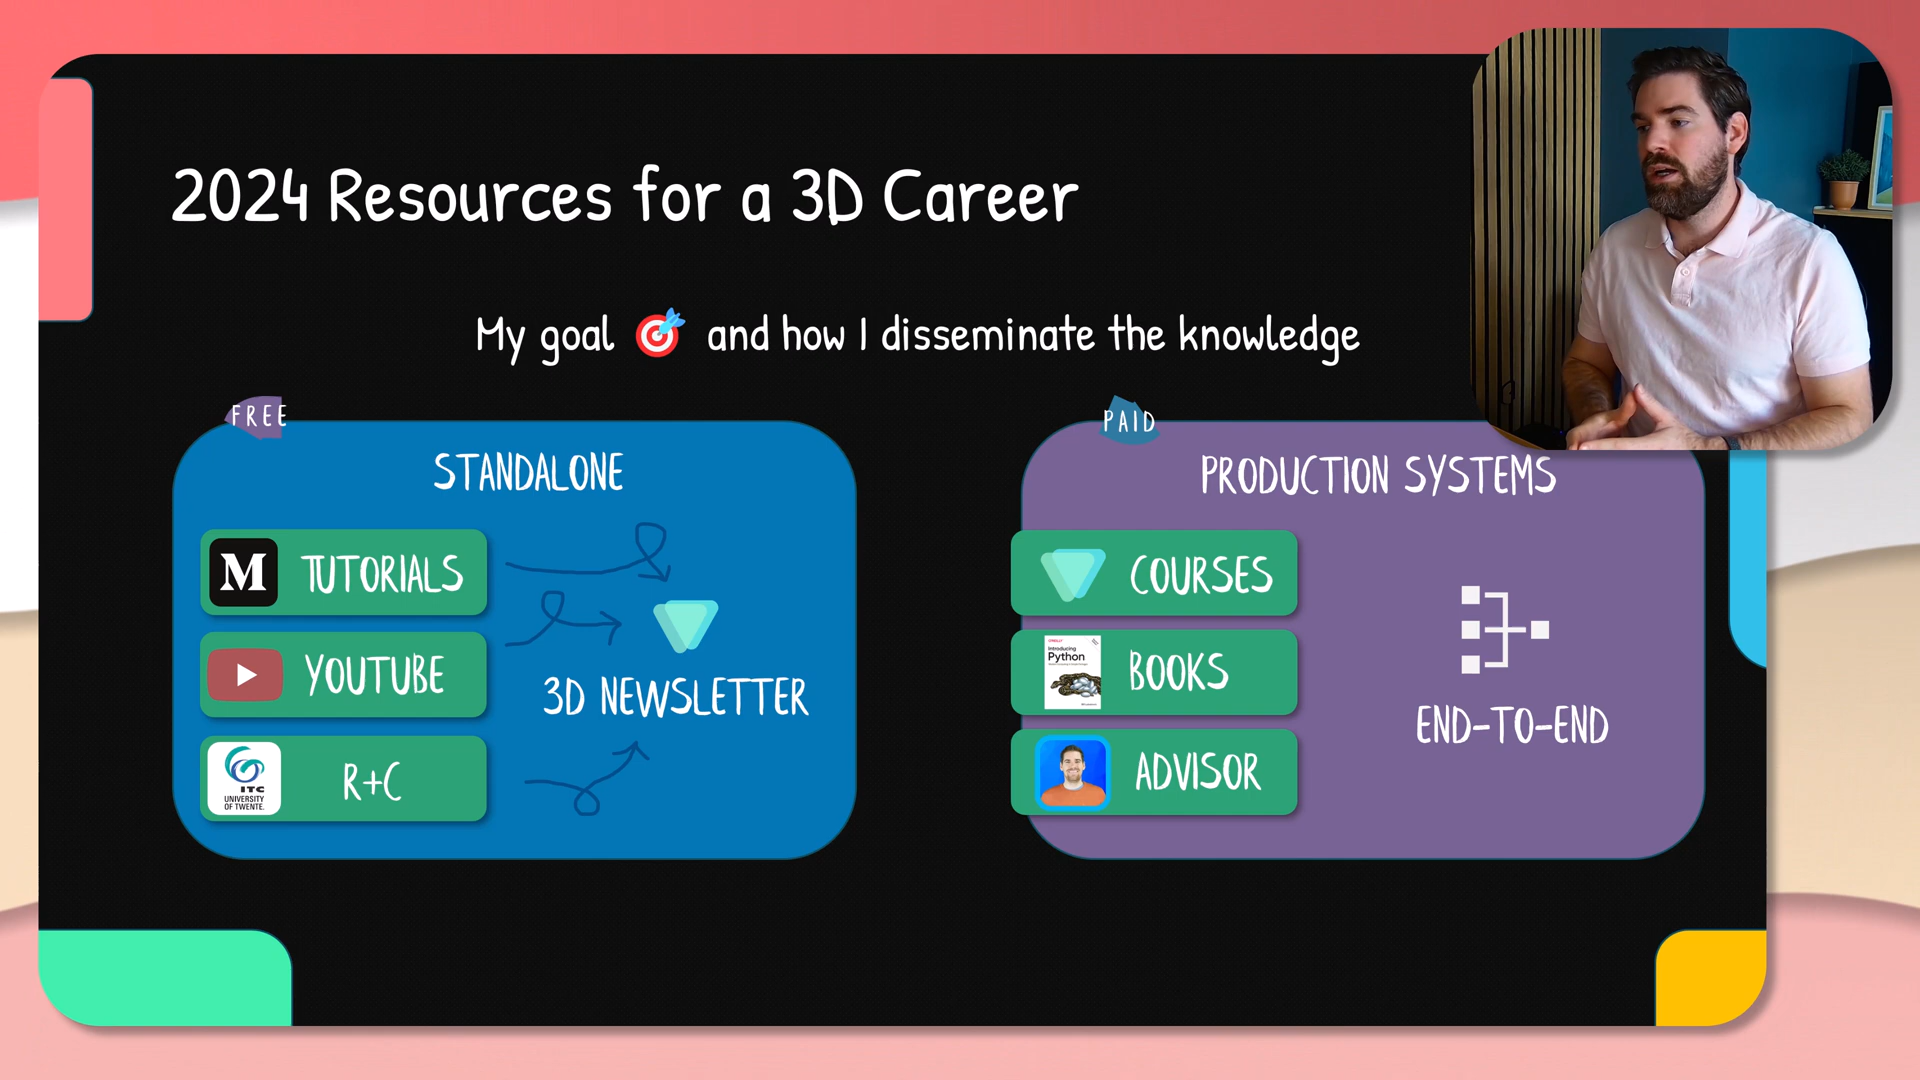 2024 Resources for a 3D Career
My goal 🎯 and how I disseminate the knowledge
FREE
STANDALONE
M TUTORIALS
YOUTUBE
ITC
UNIVERSITY
OF TWENTE.
R+C
3D NEWSLETTER
PAID
PRODUCTION SYSTEMS
COURSES
Introducing
Python
BOOKS
ADVISOR
END-TO-END